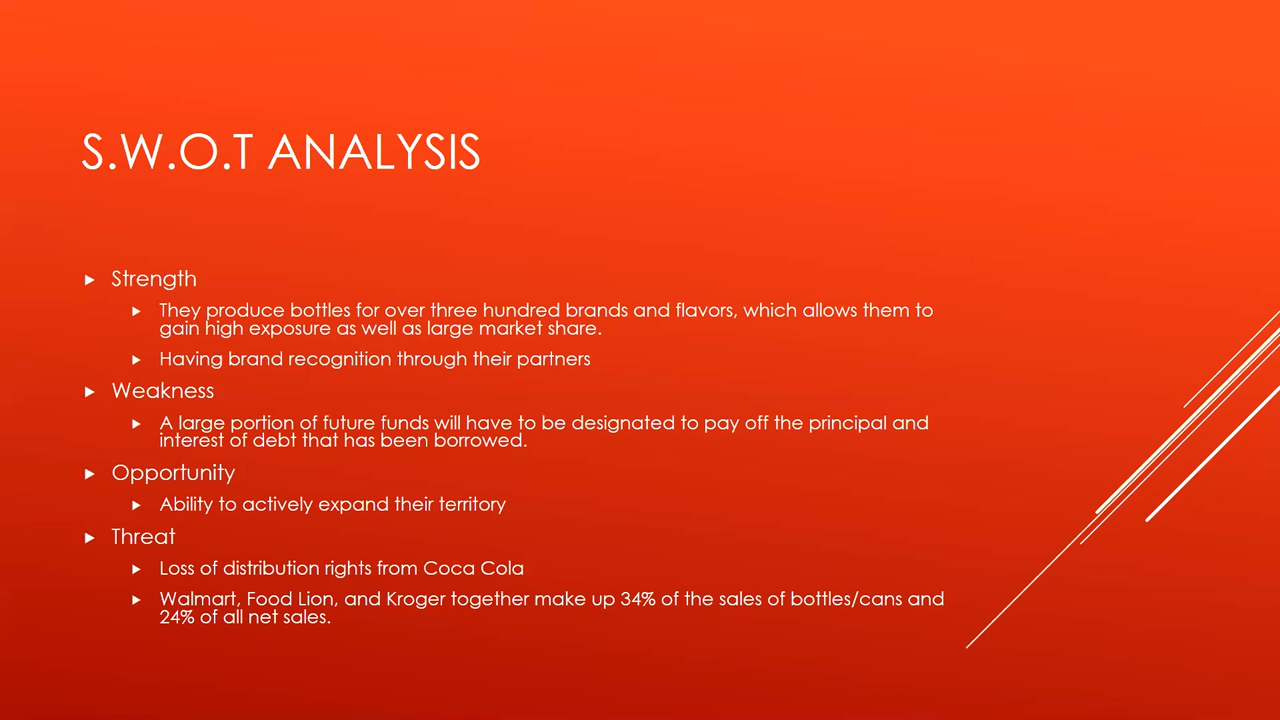 S.W.O.T ANALYSIS
Strength
They produce bottles for over three hundred brands and flavors, which allows them to
gain high exposure as well as large market share.
Having brand recognition through their partners
Weakness
A large portion of future funds will have to be designated to pay off the principal and
interest of debt that has been borrowed.
Opportunity
Ability to actively expand their territory
Threat
Loss of distribution rights from Coca Cola
Walmart, Food Lion, and Kroger together make up 34% of the sales of bottles/cans and
24% of all net sales.